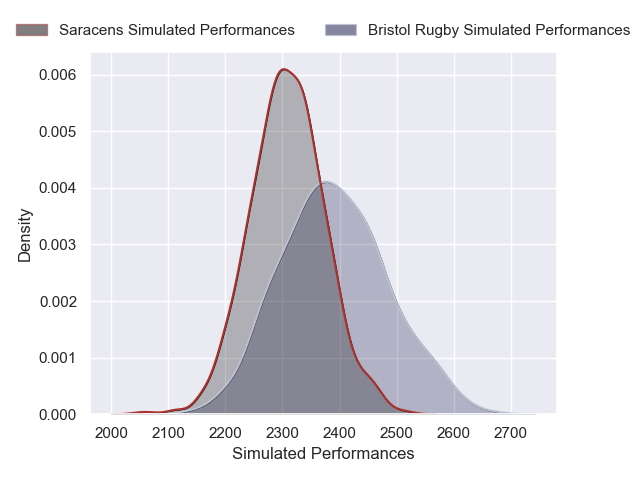 Saracens Simulated Performances Bristol Rugby Simulated Performances
0.006
0.005
0.004
0.003
0.002
0.001
0.000
Density
2000 2100 2200 2300 2400 2500 2600 2700
Simulated Performances